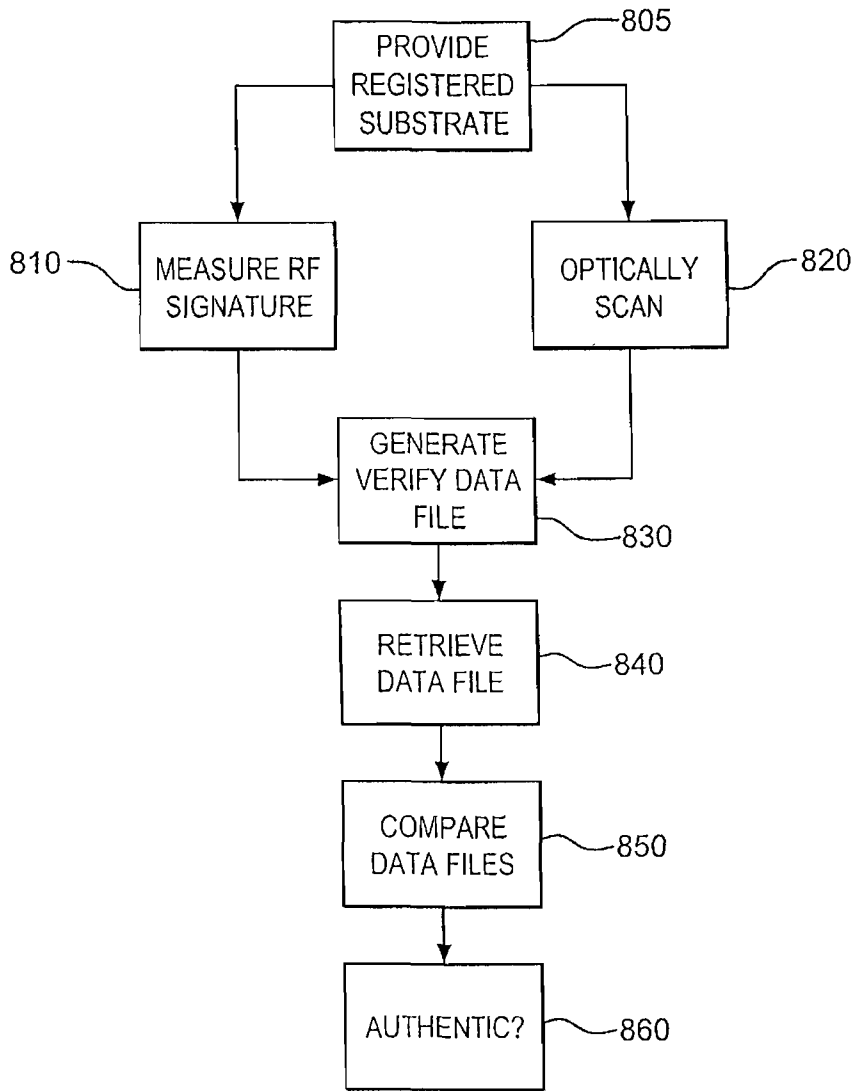 805
PROVIDE
REGISTERED
SUBSTRATE
810
MEASURE RF
SIGNATURE
OPTICALLY
SCAN
820
GENERATE
VERIFY DATA
FILE
830
RETRIEVE
DATA FILE
840
COMPARE
DATA FILES
850
AUTHENTIC?
860